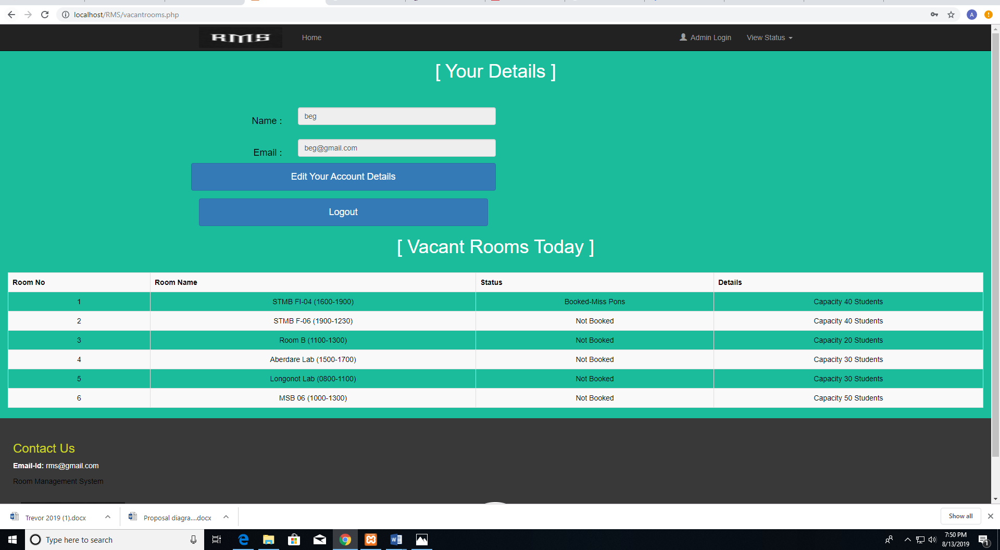 localhost/RMS/vacantrooms.php
A
RMS
Home
Admin Login
View Status
[ Your Details ]
Name :
beg
Email :
beg@gmail.com
Edit Your Account Details
Logout
[ Vacant Rooms Today ]
Room No Room Name Status Details
1 STMB FI-04 (1600-1900) Booked-Miss Pons Capacity 40 Students
2 STMB F-06 (1900-1230) Not Booked Capacity 40 Students
3 Room B (1100-1300) Not Booked Capacity 20 Students
4 Aberdare Lab (1500-1700) Not Booked Capacity 30 Students
5 Longonot Lab (0800-1100) Not Booked Capacity 30 Students
6 MSB 06 (1000-1300) Not Booked Capacity 50 Students
Contact Us
Email-Id: rms@gmail.com
Room Management System
Trevor 2019 (1).docx
Proposal diagra....docx
Show all
Type here to search
7:50 PM
8/13/2019
1